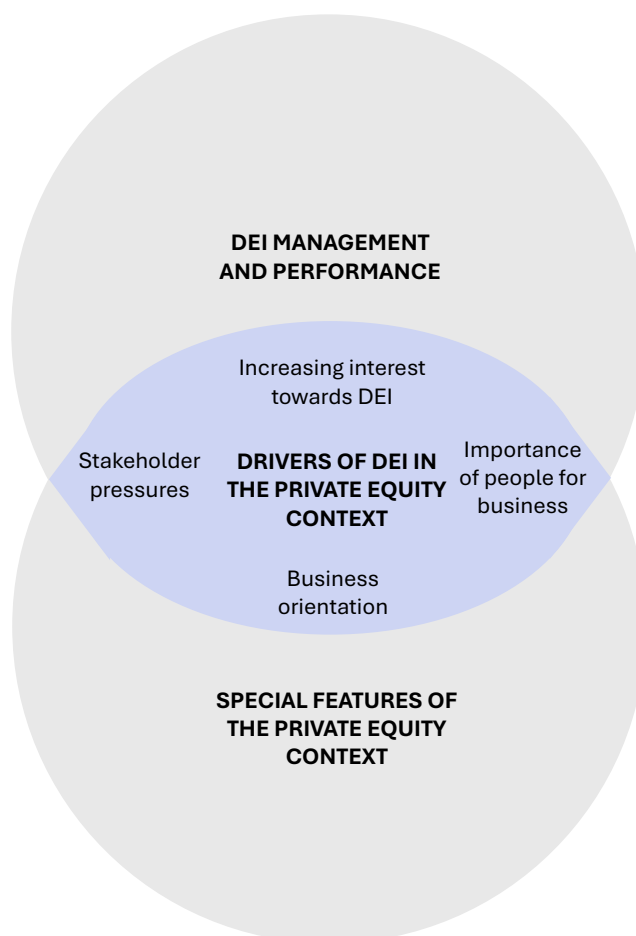 DEI MANAGEMENT
AND PERFORMANCE
Increasing interest
towards DEI
Stakeholder
pressures
DRIVERS OF DEI IN
THE PRIVATE EQUITY
CONTEXT
Importance
of people for
business
Business
orientation
SPECIAL FEATURES OF
THE PRIVATE EQUITY
CONTEXT